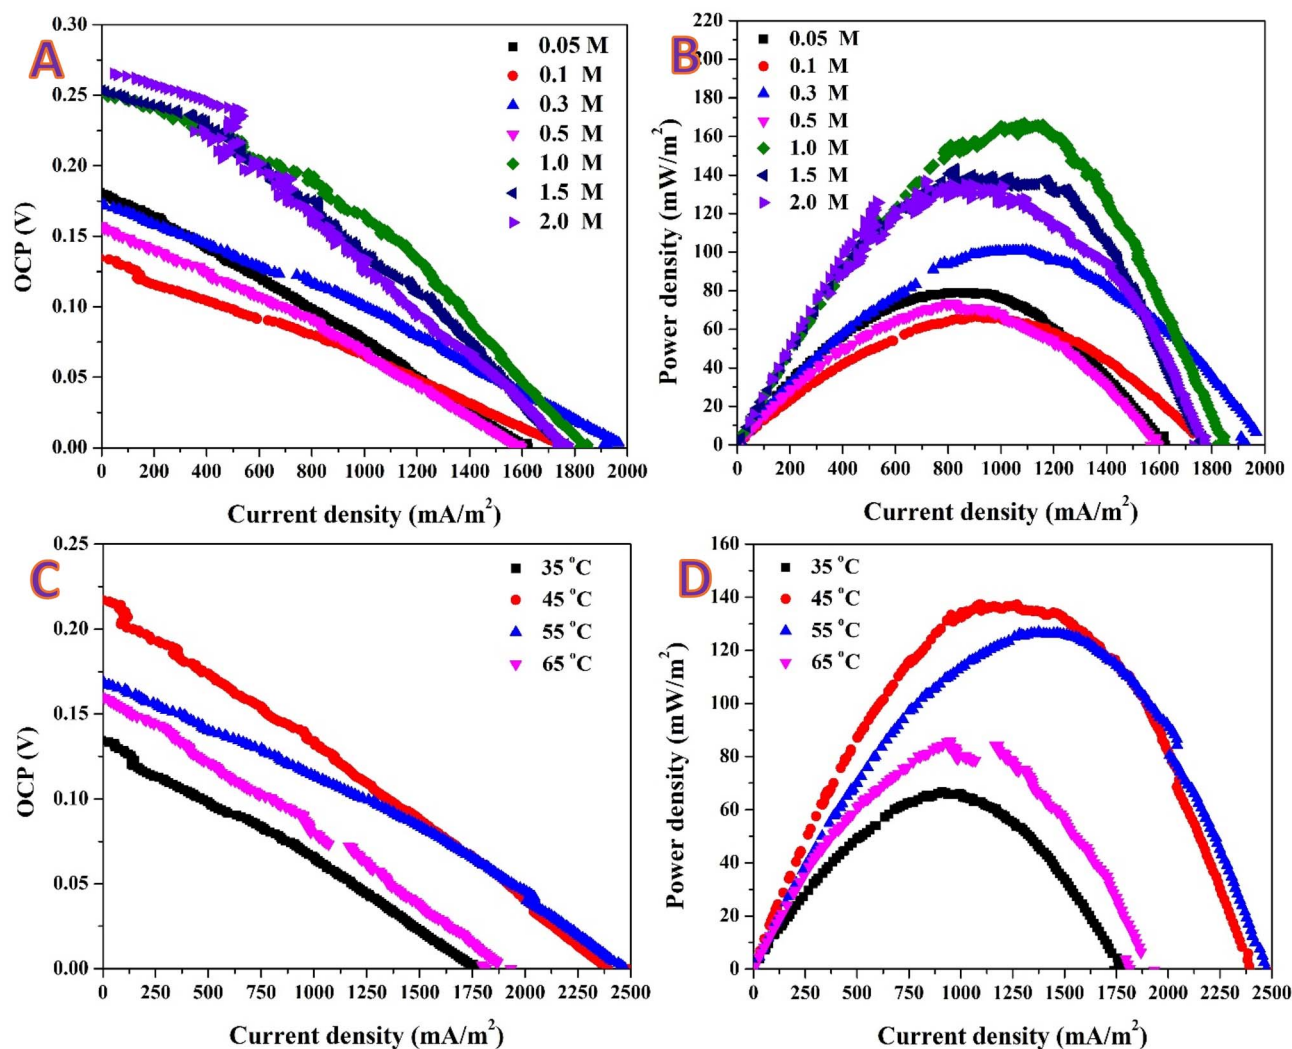 A
0.30
0.25
0.20
0.15
0.10
0.05
0.00
OCP (V)
0.05 M
0.1 M
0.3 M
0.5 M
1.0 M
1.5 M
2.0 M
0 200 400 600 800 1000 1200 1400 1600 1800 2000
Current density (mA/m²)
B
220
200
180
160
140
120
100
80
60
40
20
0
Power density (mW/m²)
0.05 M
0.1 M
0.3 M
0.5 M
1.0 M
1.5 M
2.0 M
0 200 400 600 800 1000 1200 1400 1600 1800 2000
Current density (mA/m²)
C
0.25
0.20
0.15
0.10
0.05
0.00
OCP (V)
35 °C
45 °C
55 °C
65 °C
0 250 500 750 1000 1250 1500 1750 2000 2250 2500
Current density (mA/m²)
D
160
140
120
100
80
60
40
20
0
Power density (mW/m²)
35 °C
45 °C
55 °C
65 °C
0 250 500 750 1000 1250 1500 1750 2000 2250 2500
Current density (mA/m²)